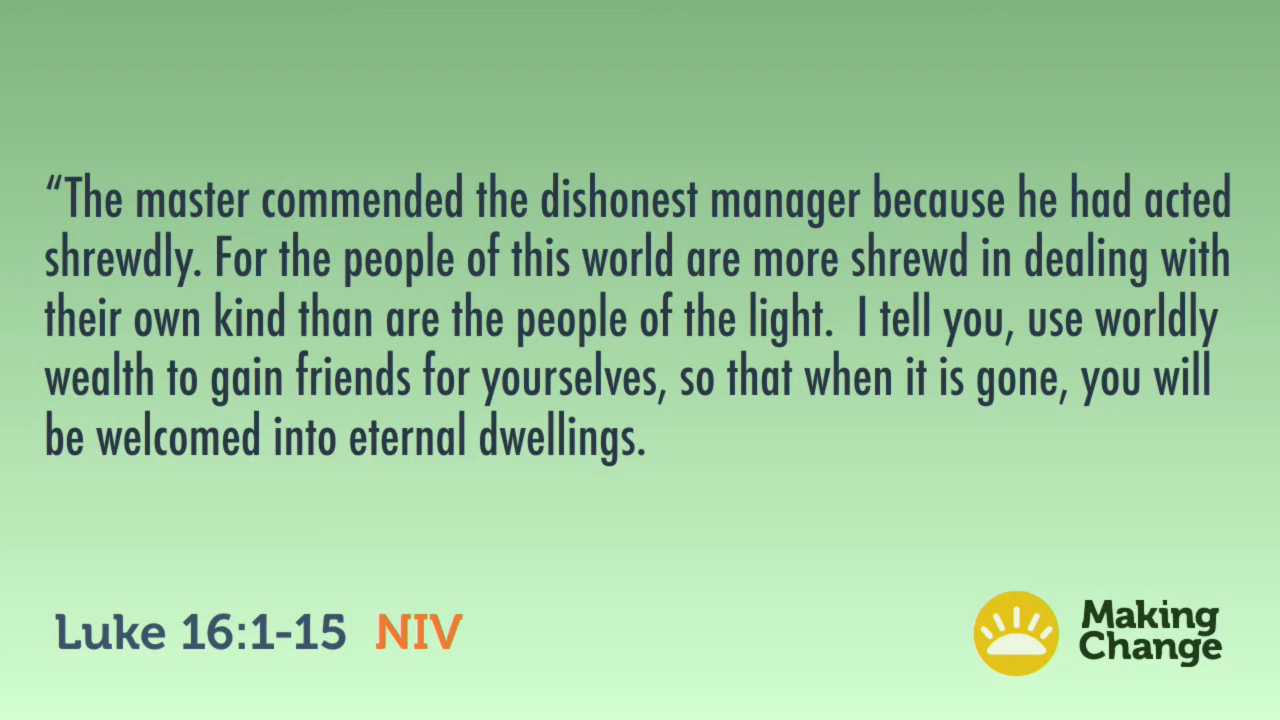 “The master commended the dishonest manager because he had acted
shrewdly. For the people of this world are more shrewd in dealing with
their own kind than are the people of the light.  I tell you, use worldly
wealth to gain friends for yourselves, so that when it is gone, you will
be welcomed into eternal dwellings.
Luke 16:1-15 NIV
Making
Change